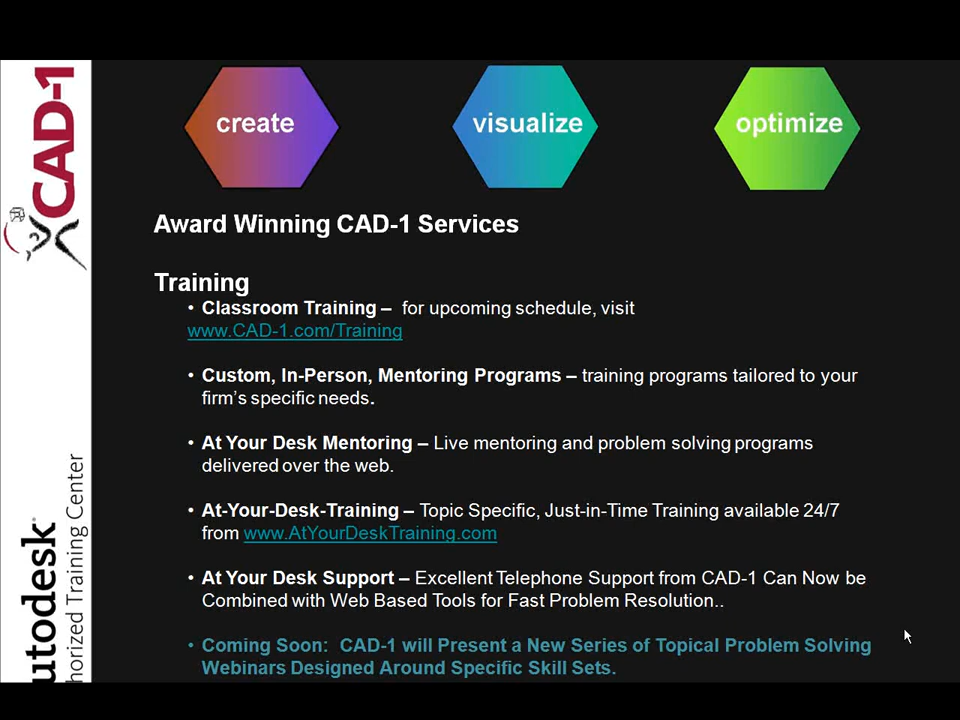 create
visualize
optimize
CAD-1
Award Winning CAD-1 Services
Training
• Classroom Training – for upcoming schedule, visit
www.CAD-1.com/Training
• Custom, In-Person, Mentoring Programs – training programs tailored to your
firm's specific needs.
• At Your Desk Mentoring – Live mentoring and problem solving programs
delivered over the web.
• At-Your-Desk-Training – Topic Specific, Just-in-Time Training available 24/7
from www.AtYourDeskTraining.com
• At Your Desk Support – Excellent Telephone Support from CAD-1 Can Now be
Combined with Web Based Tools for Fast Problem Resolution..
• Coming Soon: CAD-1 will Present a New Series of Topical Problem Solving
Webinars Designed Around Specific Skill Sets.
utodesk
horized Training Center